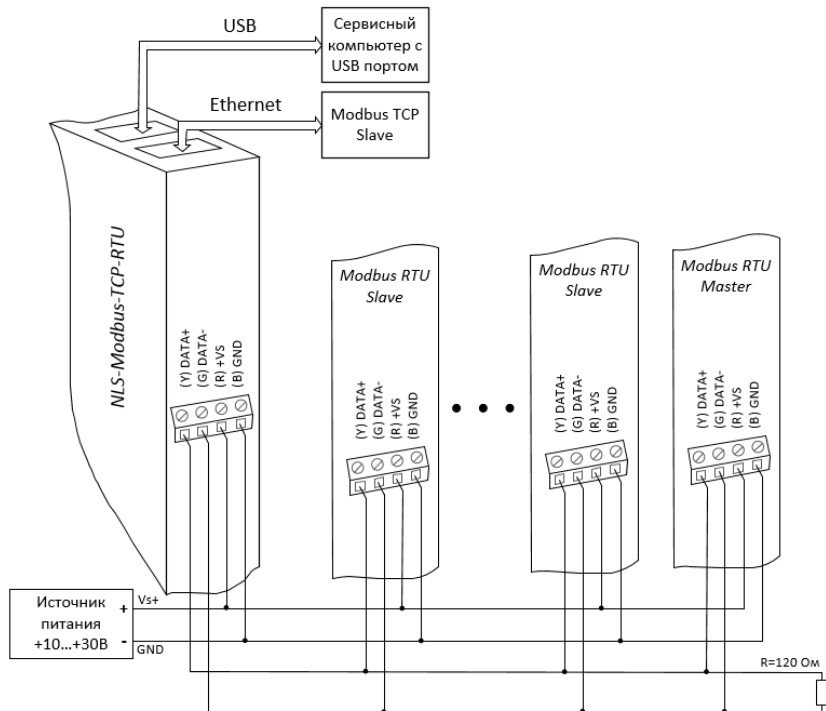 USB
Сервисный
компьютер с
USB портом
Ethernet
Modbus TCP
Slave
NLS-Modbus-TCP-RTU
(Y) DATA+
(G) DATA-
(R) +VS
(B) GND
Modbus RTU
Slave
(Y) DATA+
(G) DATA-
(R) +VS
(B) GND
Modbus RTU
Slave
(Y) DATA+
(G) DATA-
(R) +VS
(B) GND
Modbus RTU
Master
(Y) DATA+
(G) DATA-
(R) +VS
(B) GND
Источник
питания
+10...+30В
+
-
Vs+
GND
R=120 Ом